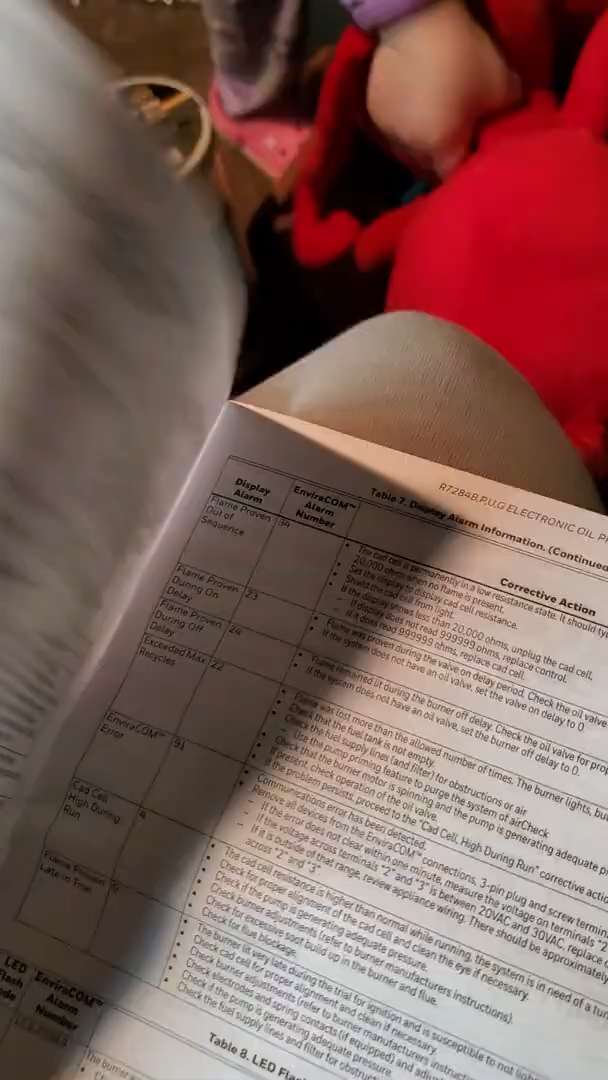 R7284B,P,U,G ELECTRONIC OIL
Table 7. Display Alarm Information. (Continued
Display
Alarm
EnviraCOM™
Alarm
Number
Corrective Action
Flame Proven
Out of
Sequence
34
• The cad cell is permanently in a low resistance state. It should
20,000 ohms when no flame is present.
• Set the display to display cad cell resistance.
• Shield the cad cell from light.
• If the display shows less than 20,000 ohms, unplug the cad cell,
– If display does not read 999999 ohms, replace control.
– If it does read 999999 ohms, replace cad cell.
Flame Proven
During On
Delay
23
• Flame was proven during the valve on delay period. Check the oil valve
• If the system does not have an oil valve, set the valve on delay to 0
Flame Proven
During Off
Delay
24
• Flame remained lit during the burner off delay. Check the oil valve for
• If the system does not have an oil valve, set the burner off delay to 0.
Exceeded Max
Recycles
22
• Flame was lost more than the allowed number of times. The burner lights,
• Check that the fuel tank is not empty.
• Check the fuel supply lines (and filter) for obstructions or air
• Use the pump priming feature to purge the system of airCheck
• Check that the burner motor is spinning and the pump is generating adequate
• If present, check operation of the oil valve.
• If the problem persists, proceed to the "Cad Cell, High During Run" corrective
EnviraCOM™
Error
91
• Communications error has been detected.
• Remove all devices from the EnviraCOM™ connections, 3-pin plug and screw
– If the error does not clear within one minute, measure the voltage on terminals
– If the voltage across terminals "2" and "3" is between 20VAC and 30VAC, replace
– If it is outside of that range, review appliance wiring. There should be approximately
across "2" and "3"
Cad Cell
High During
Run
• The cad cell resistance is higher than normal while running, the system is in need of a
• Check for proper alignment of the cad cell and clean the eye if necessary.
• Check if the pump is generating adequate pressure.
• Check burner adjustments (refer to burner manufacturers instructions).
• Check for excessive soot build up in the burner and flue.
• Check for flue blockage.
Flame Proven
Late in Trial
• The burner lit very late during the trial for ignition and is susceptible to not
• Check cad cell for proper alignment and clean if necessary.
• Check burner adjustments (refer to burner manufacturers
• Check electrodes and spring contacts (if equipped) and
• Check if the pump is generating adequate pressure.
• Check the fuel supply lines and filter for
Table 8. LED
LED
EnviraCOM™
Alarm
Number
The burner